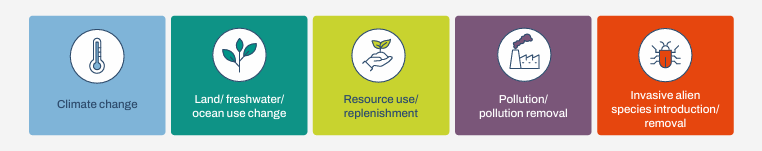 Climate change
Land/ freshwater/
ocean use change
Resource use/
replenishment
Pollution/
pollution removal
Invasive alien
species introduction/
removal